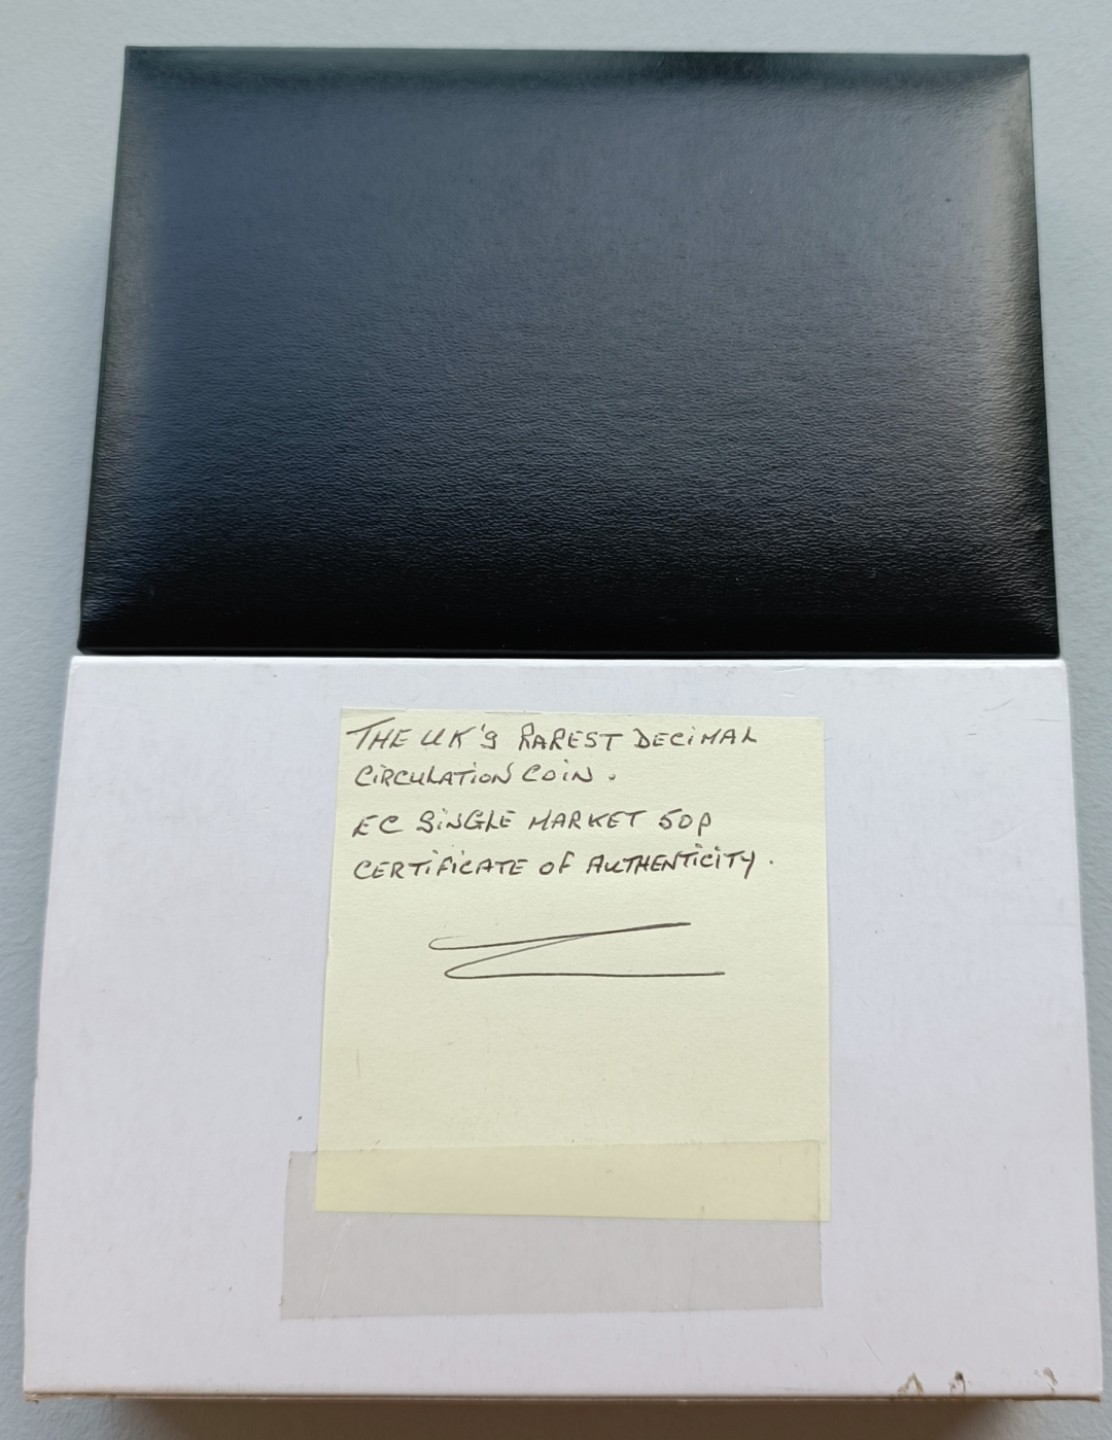 THE UK'S RAREST DECIMAL
CIRCULATION COIN.
EC SINGLE MARKET 50p
CERTIFICATE OF AUTHENTICITY.